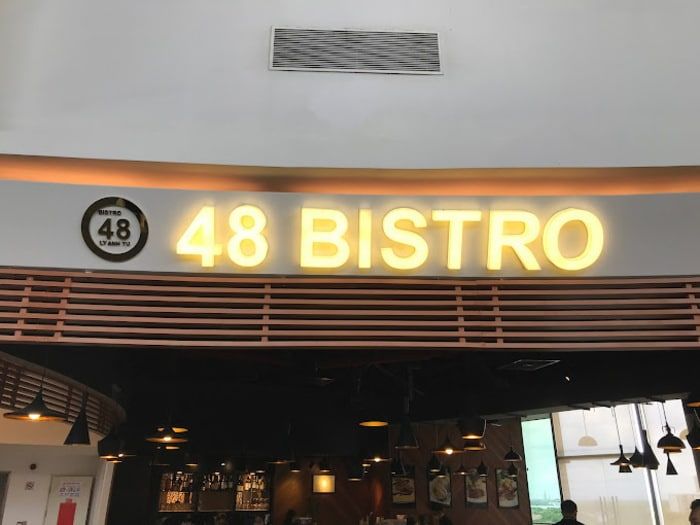 BISTRO
48
LY ANH TU
48 BISTRO